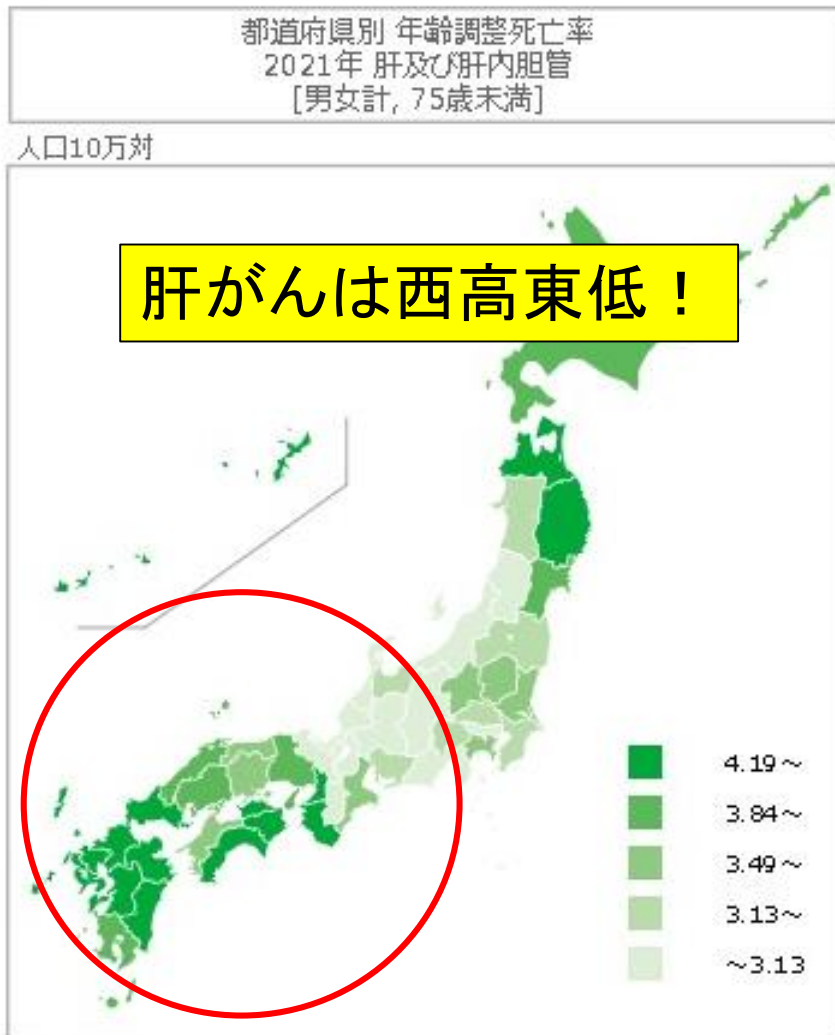 都道府県別 年齢調整死亡率
2021年 肝及び肝内胆管
[男女計, 75歳未満]
人口10万対
肝がんは西高東低！
4.19～
3.84～
3.49～
3.13～
～3.13